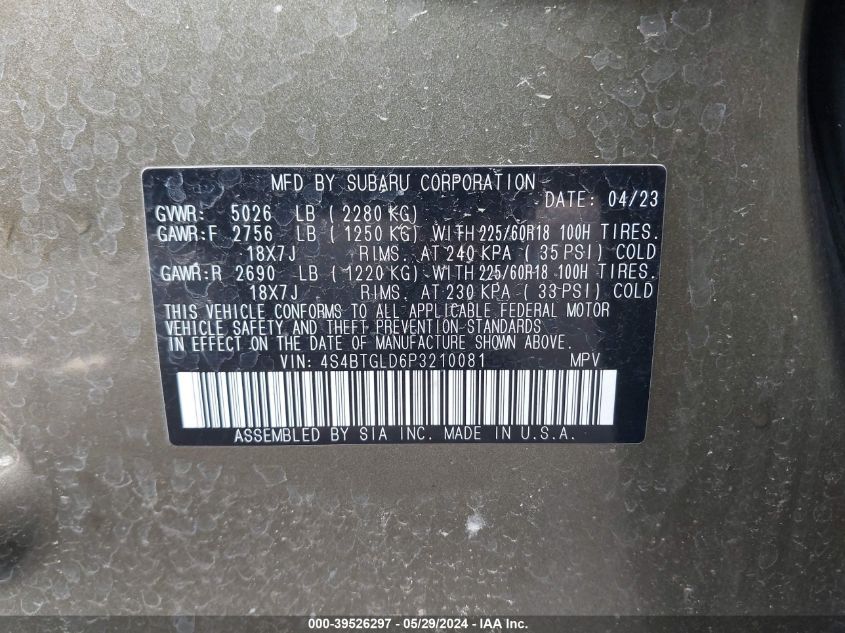 MFD BY SUBARU CORPORATION
DATE: 04/23
GVWR: 5026 LB ( 2280 KG)
GAWR:F 2756 LB ( 1250 KG) WITH 225/60R18 100H TIRES.
18X7J RIMS. AT 240 KPA ( 35 PSI) COLD
GAWR:R 2690 LB ( 1220 KG) WITH 225/60R18 100H TIRES.
18X7J RIMS. AT 230 KPA ( 33 PSI) COLD
THIS VEHICLE CONFORMS TO ALL APPLICABLE FEDERAL MOTOR
VEHICLE SAFETY AND THEFT PREVENTION STANDARDS
IN EFFECT ON THE DATE OF MANUFACTURE SHOWN ABOVE.
VIN: 4S4BTGLD6P3210081 MPV
ASSEMBLED BY SIA INC. MADE IN U.S.A.
000-39526297 - 05/29/2024 - IAAI.com